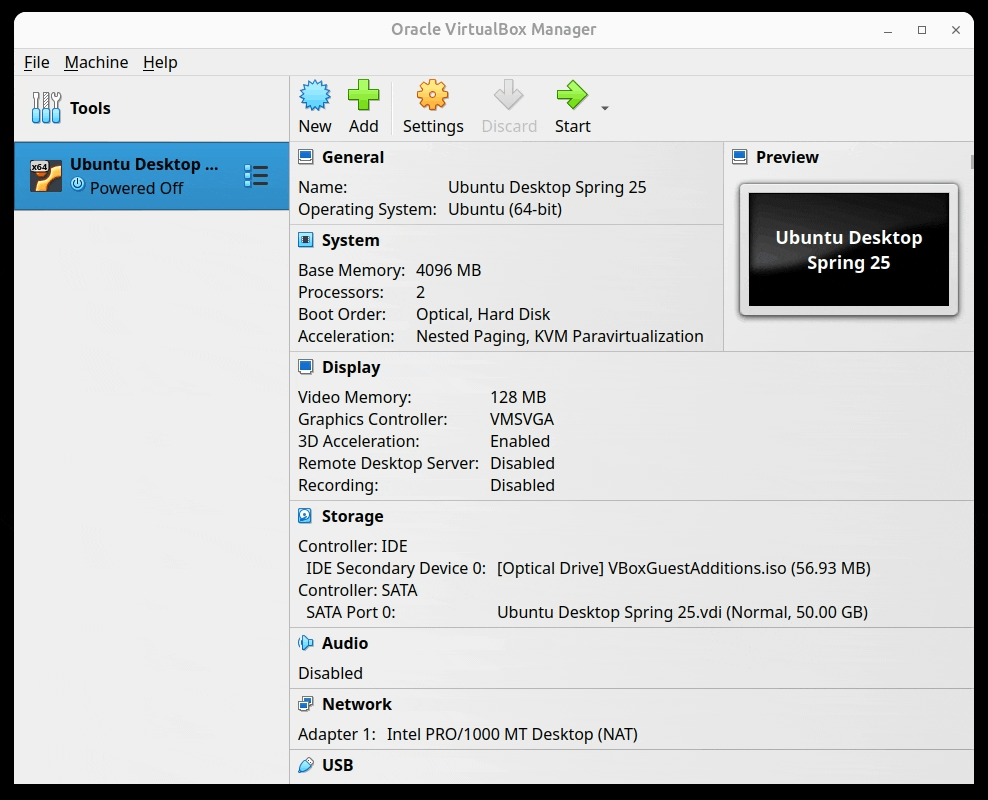 Oracle VirtualBox Manager
File Machine Help
Tools
New Add Settings Discard Start
x64
Ubuntu Desktop ...
Powered Off
General
Name: Ubuntu Desktop Spring 25
Operating System: Ubuntu (64-bit)
Preview
Ubuntu Desktop
Spring 25
System
Base Memory: 4096 MB
Processors: 2
Boot Order: Optical, Hard Disk
Acceleration: Nested Paging, KVM Paravirtualization
Display
Video Memory: 128 MB
Graphics Controller: VMSVGA
3D Acceleration: Enabled
Remote Desktop Server: Disabled
Recording: Disabled
Storage
Controller: IDE
IDE Secondary Device 0: [Optical Drive] VBoxGuestAdditions.iso (56.93 MB)
Controller: SATA
SATA Port 0: Ubuntu Desktop Spring 25.vdi (Normal, 50.00 GB)
Audio
Disabled
Network
Adapter 1: Intel PRO/1000 MT Desktop (NAT)
USB